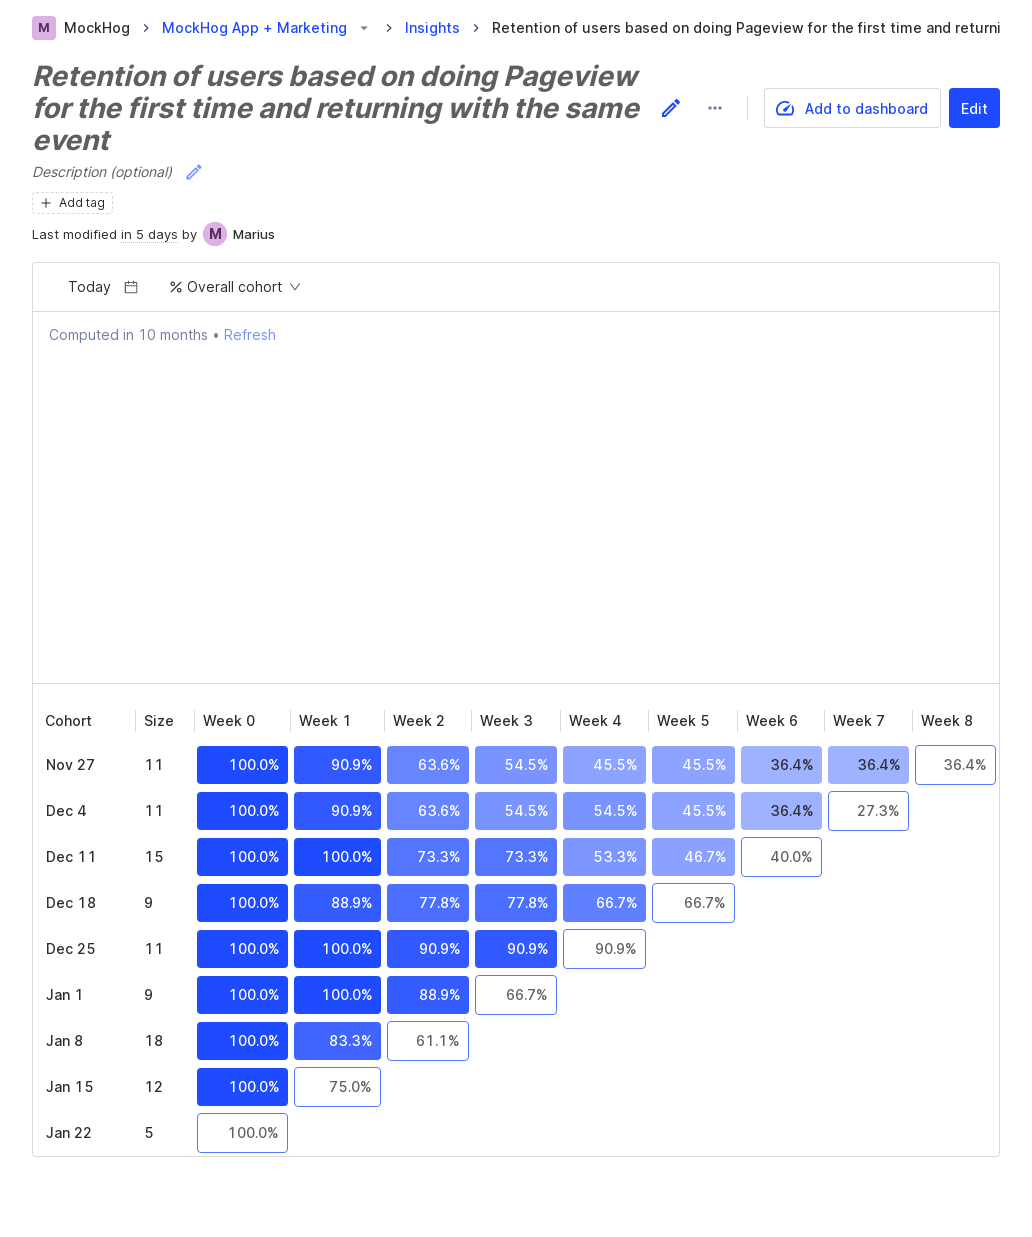 M MockHog MockHog App + Marketing Insights Retention of users based on doing Pageview for the first time and returni
Retention of users based on doing Pageview
for the first time and returning with the same
event
Add to dashboard Edit
Description (optional)
Add tag
Last modified in 5 days by M Marius
Today % Overall cohort
Computed in 10 months • Refresh
Cohort Size Week 0 Week 1 Week 2 Week 3 Week 4 Week 5 Week 6 Week 7 Week 8
Nov 27 11 100.0% 90.9% 63.6% 54.5% 45.5% 45.5% 36.4% 36.4% 36.4%
Dec 4 11 100.0% 90.9% 63.6% 54.5% 54.5% 45.5% 36.4% 27.3%
Dec 11 15 100.0% 100.0% 73.3% 73.3% 53.3% 46.7% 40.0%
Dec 18 9 100.0% 88.9% 77.8% 77.8% 66.7% 66.7%
Dec 25 11 100.0% 100.0% 90.9% 90.9% 90.9%
Jan 1 9 100.0% 100.0% 88.9% 66.7%
Jan 8 18 100.0% 83.3% 61.1%
Jan 15 12 100.0% 75.0%
Jan 22 5 100.0%